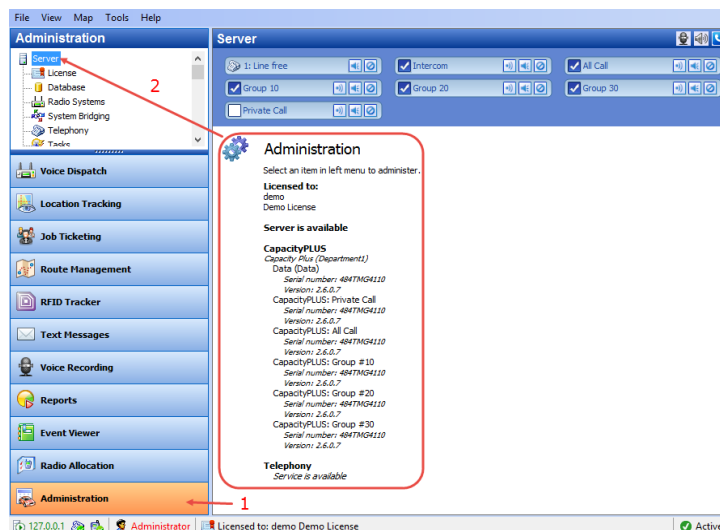 File View Map Tools Help
Administration
Server
Server
License
Database
Radio Systems
System Bridging
Telephony
Tasks
2
1: Line free
Intercom
All Call
Group 10
Group 20
Group 30
Private Call
Voice Dispatch
Location Tracking
Job Ticketing
Route Management
RFID Tracker
Text Messages
Voice Recording
Reports
Event Viewer
Radio Allocation
Administration
1
Administration
Select an item in left menu to administer.
Licensed to:
demo
Demo License
Server is available
CapacityPLUS
Capacity Plus (Department1)
Data (Data)
Serial number: 484TMG4110
Version: 2.6.0.7
CapacityPLUS: Private Call
Serial number: 484TMG4110
Version: 2.6.0.7
CapacityPLUS: All Call
Serial number: 484TMG4110
Version: 2.6.0.7
CapacityPLUS: Group #10
Serial number: 484TMG4110
Version: 2.6.0.7
CapacityPLUS: Group #20
Serial number: 484TMG4110
Version: 2.6.0.7
CapacityPLUS: Group #30
Serial number: 484TMG4110
Version: 2.6.0.7
Telephony
Service is available
127.0.0.1 Administrator Licensed to: demo Demo License Active